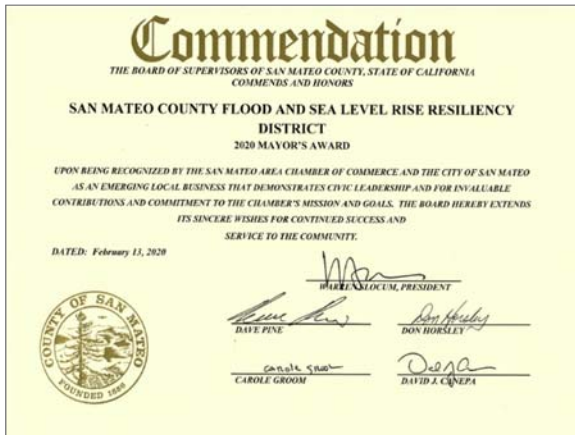 Commendation
THE BOARD OF SUPERVISORS OF SAN MATEO COUNTY, STATE OF CALIFORNIA
COMMENDS AND HONORS
SAN MATEO COUNTY FLOOD AND SEA LEVEL RISE RESILIENCY
DISTRICT
2020 MAYOR'S AWARD
UPON BEING RECOGNIZED BY THE SAN MATEO AREA CHAMBER OF COMMERCE AND THE CITY OF SAN MATEO
AS AN EMERGING LOCAL BUSINESS THAT DEMONSTRATES CIVIC LEADERSHIP AND FOR INVALUABLE
CONTRIBUTIONS AND COMMITMENT TO THE CHAMBER'S MISSION AND GOALS. THE BOARD HEREBY EXTENDS
ITS SINCERE WISHES FOR CONTINUED SUCCESS AND
SERVICE TO THE COMMUNITY.
DATED: February 13, 2020
WARREN SLOCUM, PRESIDENT
Don Horsley
DAVE PINE DON HORSLEY
carole groom
CAROLE GROOM DAVID J. CANEPA
COUNTY OF SAN MATEO
FOUNDED 1856